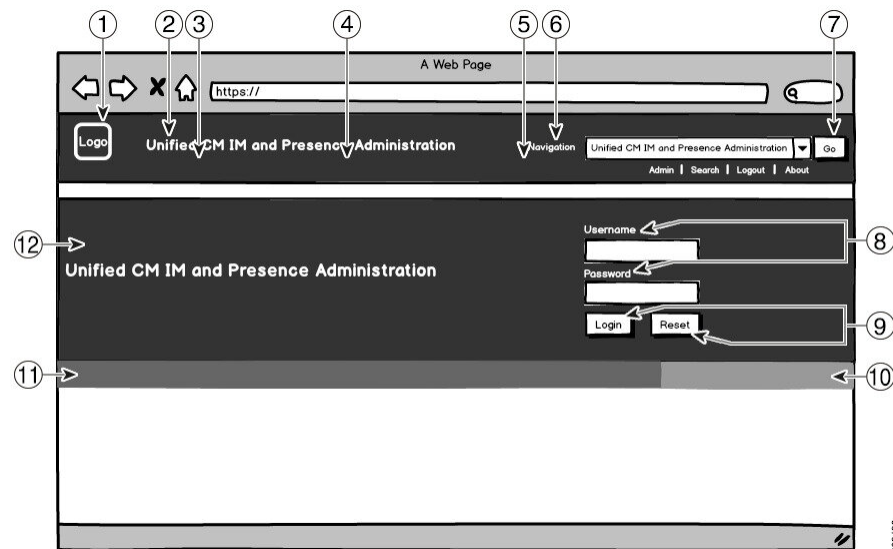 1 2 3 4 5 6 7
A Web Page
https://
Logo
Unified CM IM and Presence Administration
Navigation
Unified CM IM and Presence Administration
Go
Admin | Search | Logout | About
12
Unified CM IM and Presence Administration
Username
8
Password
Login Reset
9
11
10